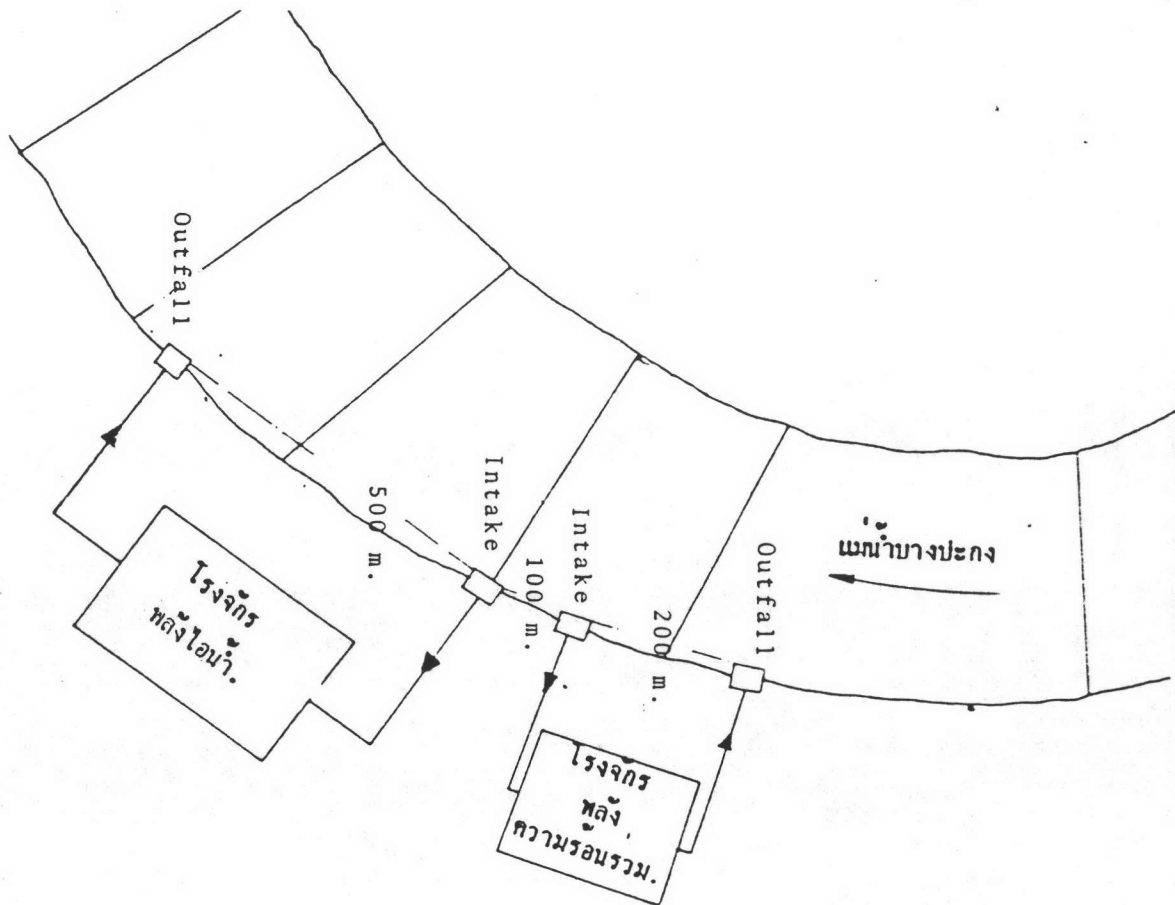 Outfall
500 m.
Intake
100 m.
Intake
200 m.
Outfall
แม่น้ำบางปะกง
โรงจักร
พลังไอน้ำ.
โรงจักร
พลัง
ความร้อนร่วม.